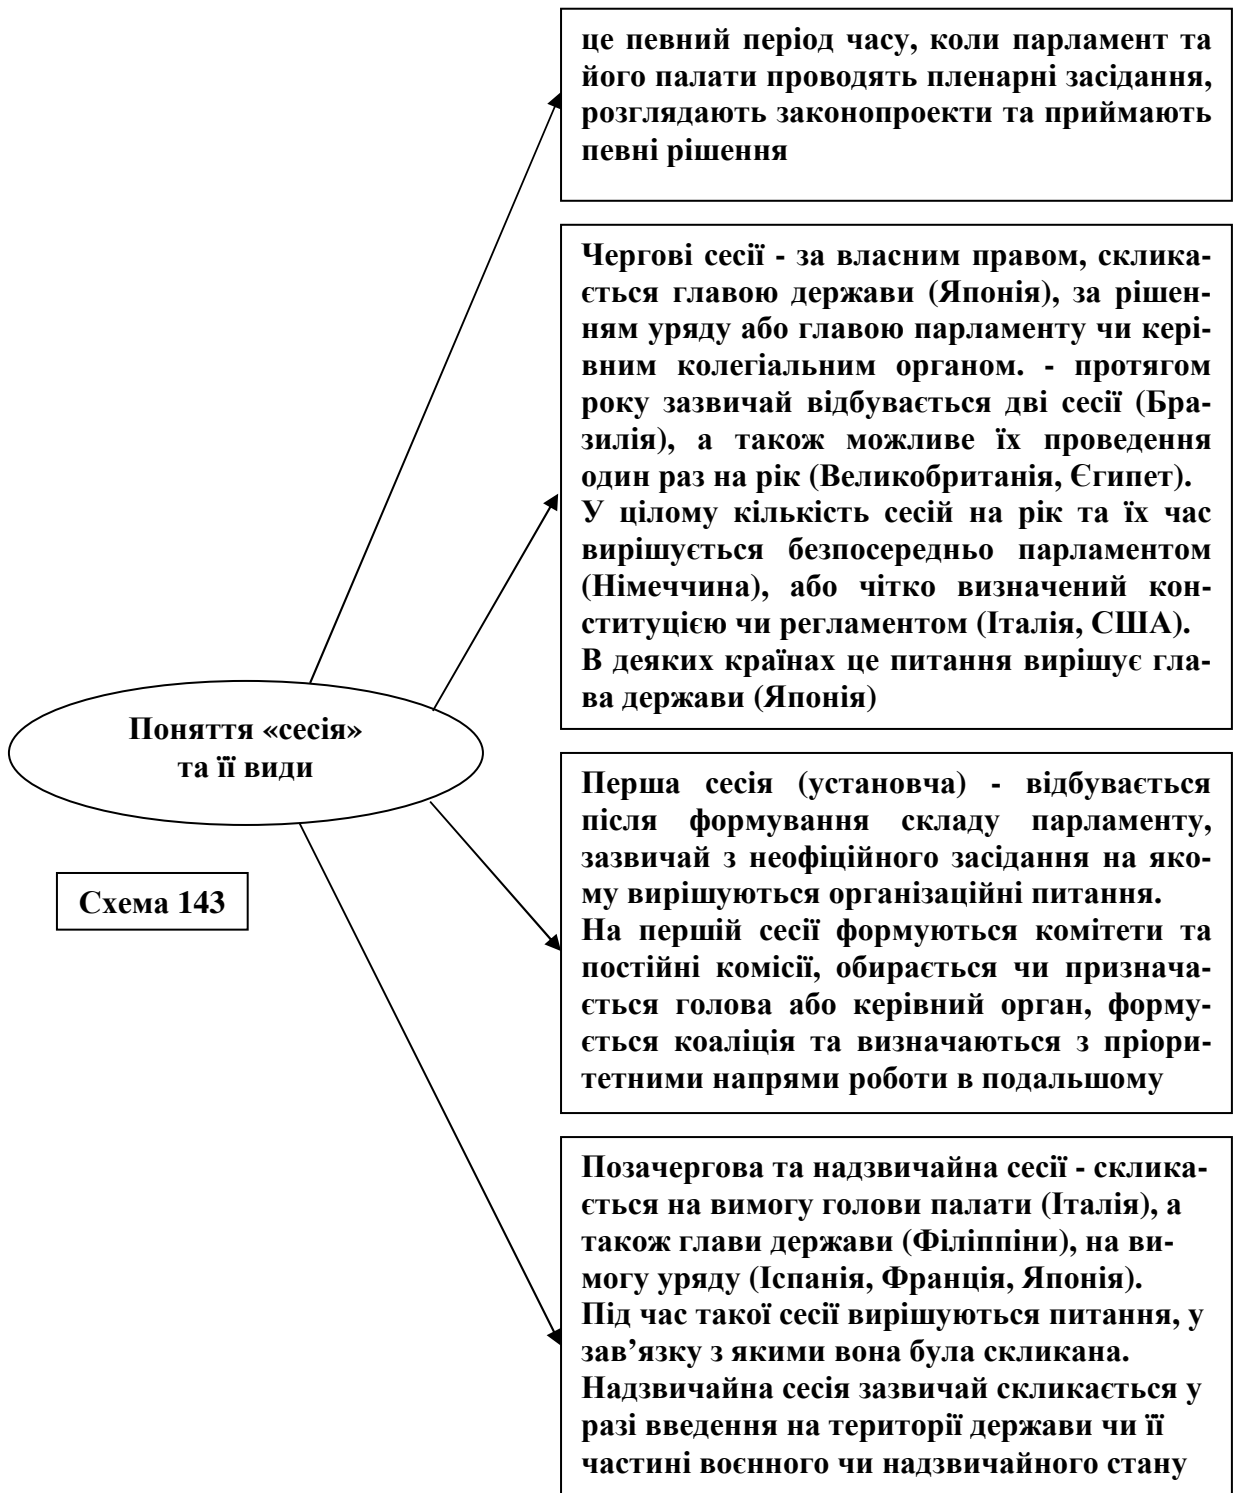 це певний період часу, коли парламент та
його палати проводять пленарні засідання,
розглядають законопроекти та приймають
певні рішення
Чергові сесії - за власним правом, склика-
ється главою держави (Японія), за рішен-
ням уряду або главою парламенту чи кері-
вним колегіальним органом. - протягом
року зазвичай відбувається дві сесії (Бра-
зилія), а також можливе їх проведення
один раз на рік (Великобританія, Єгипет).
У цілому кількість сесій на рік та їх час
вирішується безпосередньо парламентом
(Німеччина), або чітко визначений кон-
ституцією чи регламентом (Італія, США).
В деяких країнах це питання вирішує гла-
ва держави (Японія)
Поняття «сесія»
та її види
Схема 143
Перша сесія (установча) - відбувається
після формування складу парламенту,
зазвичай з неофіційного засідання на яко-
му вирішуються організаційні питання.
На першій сесії формуються комітети та
постійні комісії, обирається чи признача-
ється голова або керівний орган, форму-
ється коаліція та визначаються з пріори-
тетними напрями роботи в подальшому
Позачергова та надзвичайна сесії - склика-
ється на вимогу голови палати (Італія), а
також глави держави (Філіппіни), на ви-
могу уряду (Іспанія, Франція, Японія).
Під час такої сесії вирішуються питання, у
зав’язку з якими вона була скликана.
Надзвичайна сесія зазвичай скликається у
разі введення на території держави чи її
частині воєнного чи надзвичайного стану